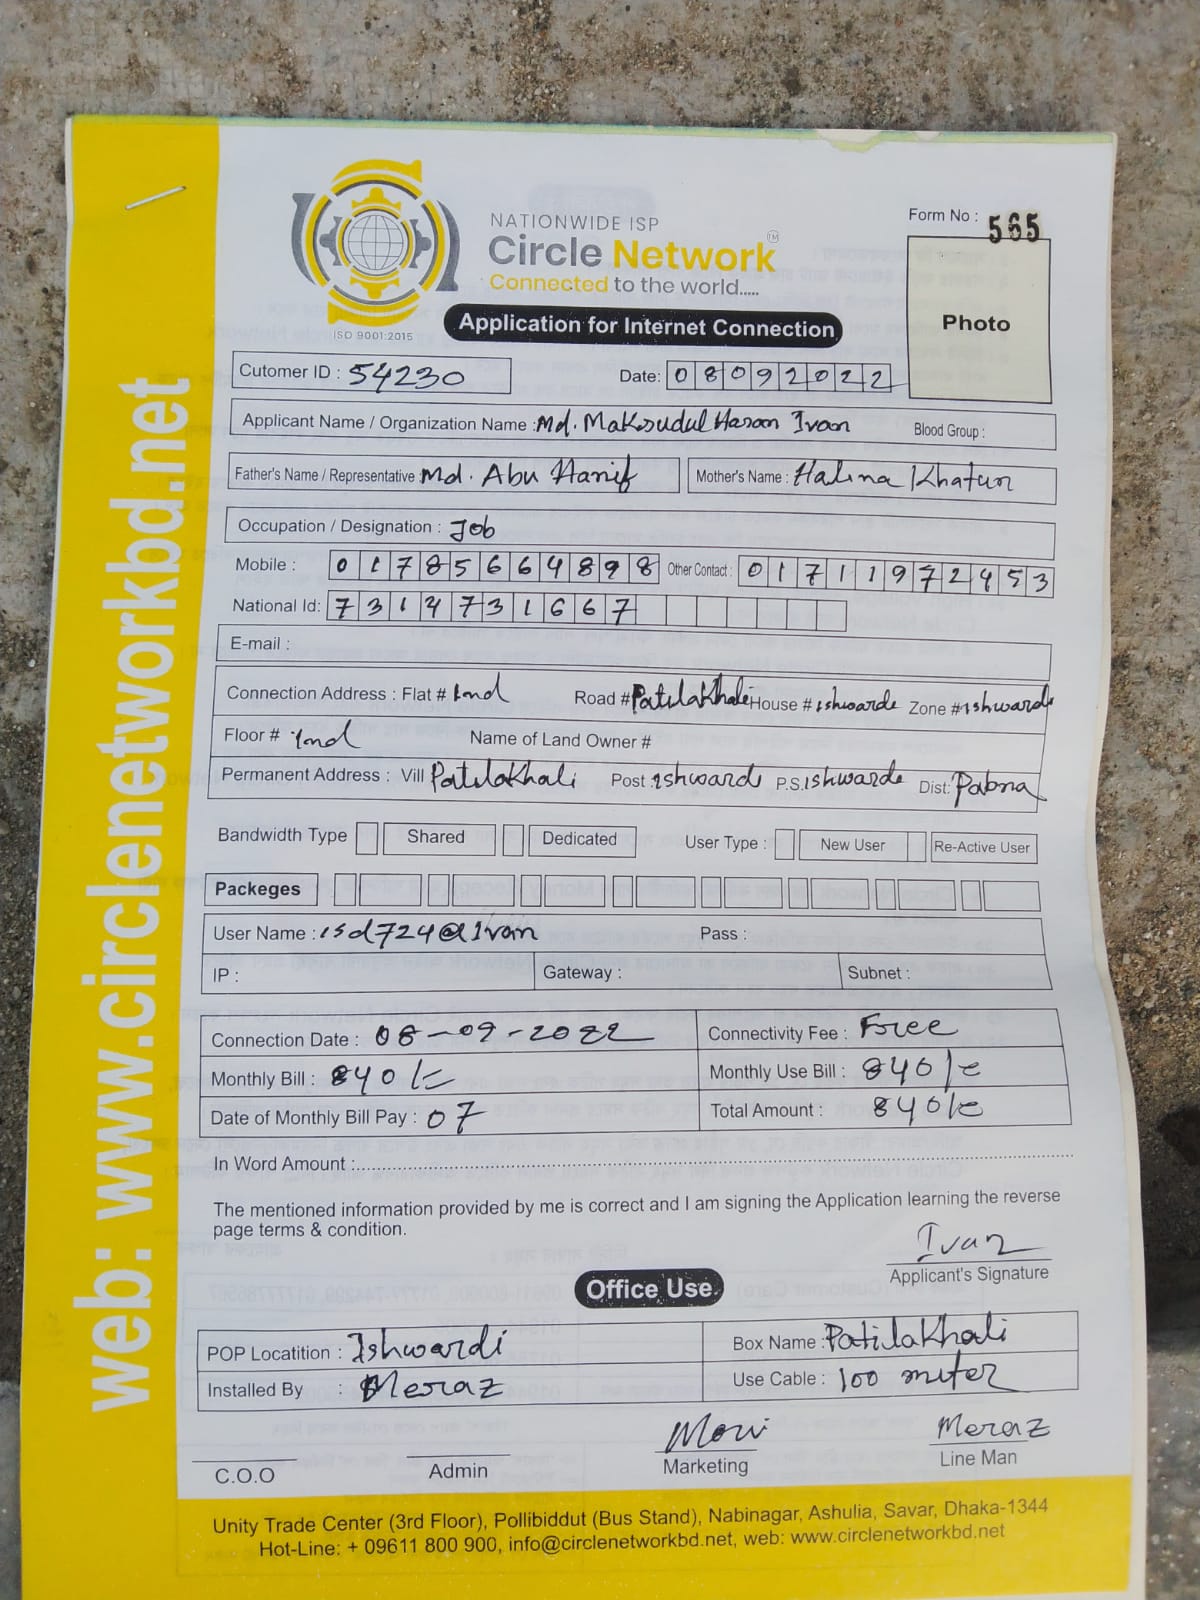 NATIONWIDE ISP
Circle Network™
Connected to the world.....
ISO 9001:2015
Form No : 565
Application for Internet Connection
Photo
Cutomer ID : 54230 Date: 08092022
Applicant Name / Organization Name : Md. Maksudul Hasan Ivan Blood Group :
Father's Name / Representative : Md. Abu Hanif Mother's Name : Halima Khatun
Occupation / Designation : Job
Mobile : 01785664898 Other Contact : 01711972453
National Id: 7314731667
E-mail :
Connection Address : Flat # Road # Patilakhali House # ishwarde Zone # ishwarde
Floor # Name of Land Owner #
Permanent Address : Vill Patilakhali Post : ishwardi P.S. ishwarde Dist: Pabna
Bandwidth Type Shared Dedicated User Type : New User Re-Active User
Packeges
User Name : isd724@Ivan Pass :
IP : Gateway : Subnet :
Connection Date : 08-09-2022 Connectivity Fee : Free
Monthly Bill : 840/= Monthly Use Bill : 840/=
Date of Monthly Bill Pay : 07 Total Amount : 840/=
In Word Amount :
The mentioned information provided by me is correct and I am signing the Application learning the reverse
page terms & condition.
Ivan
Applicant's Signature
Office Use
POP Locatition : Ishwardi Box Name : Patilakhali
Installed By : Meraz Use Cable : 100 miter
Meraz
C.O.O Admin Marketing Line Man
Unity Trade Center (3rd Floor), Pollibiddut (Bus Stand), Nabinagar, Ashulia, Savar, Dhaka-1344
Hot-Line: + 09611 800 900, info@circlenetworkbd.net, web: www.circlenetworkbd.net
web: www.circlenetworkbd.net